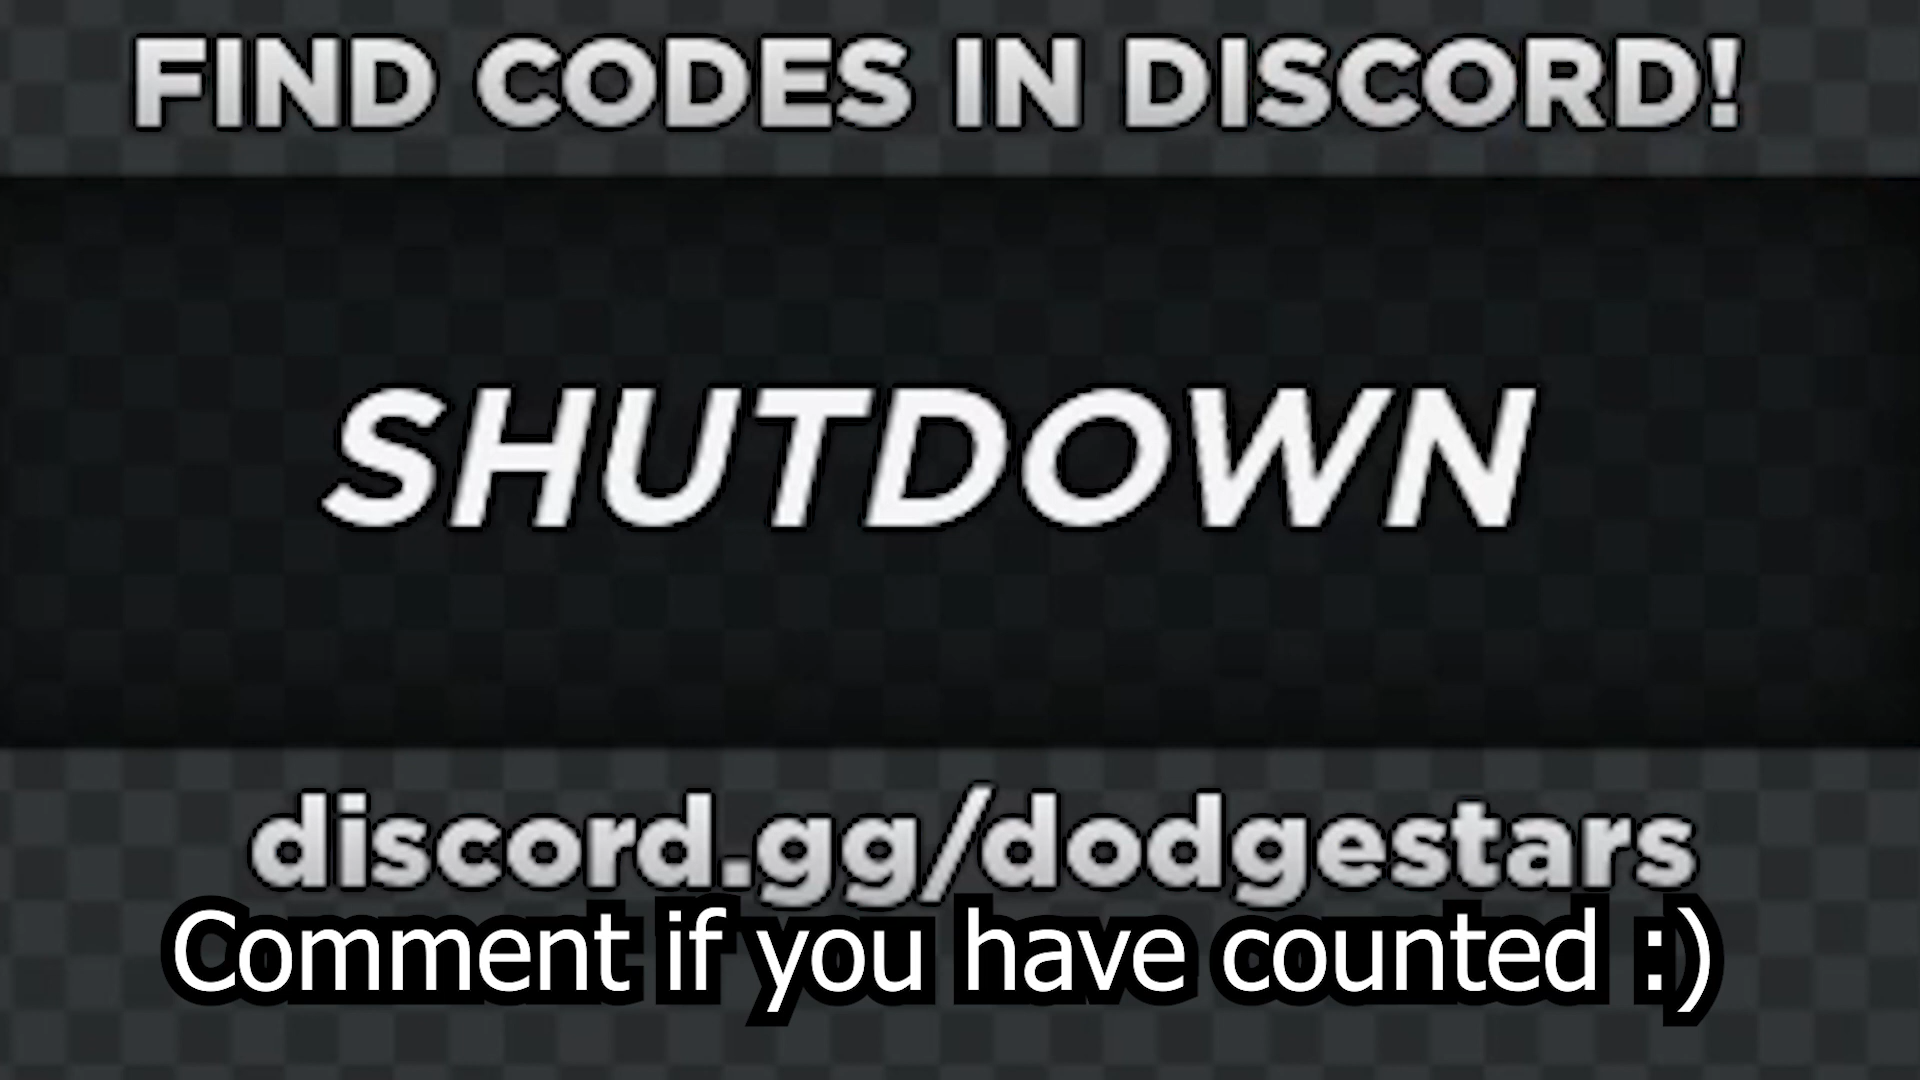 FIND CODES IN DISCORD!
SHUTDOWN
discord.gg/dodgestars
Comment if you have counted :)